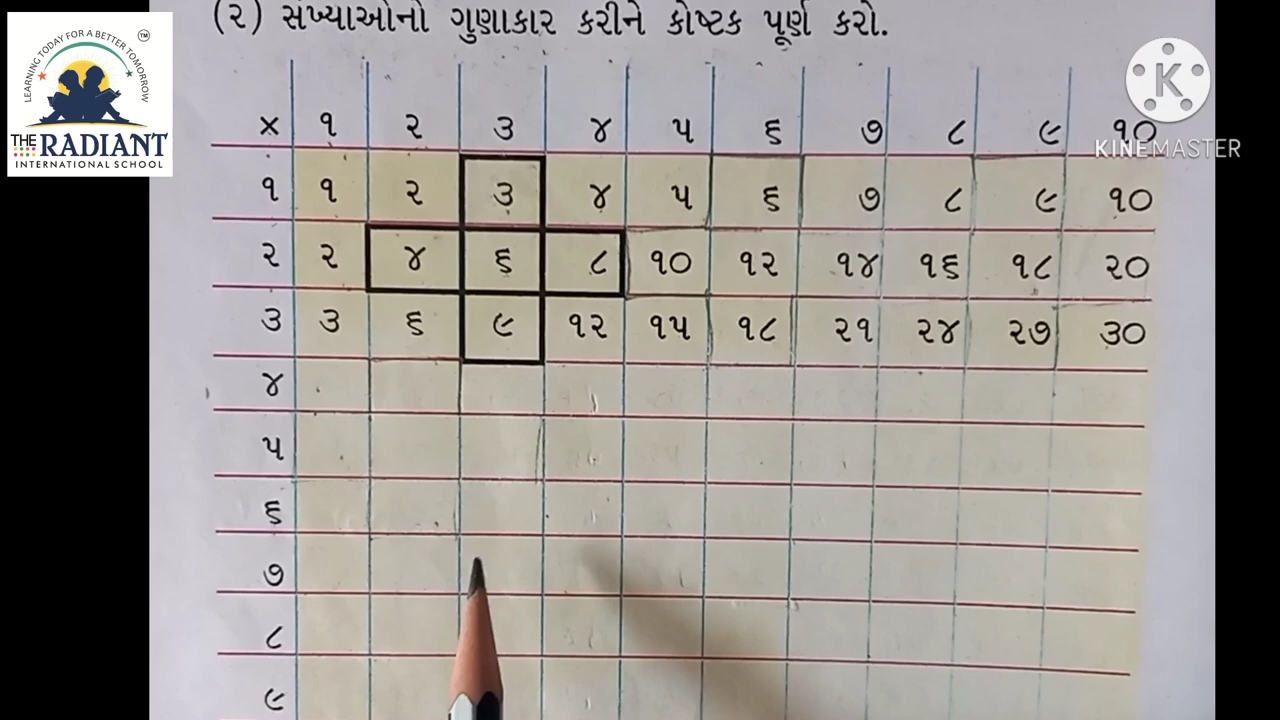 (૨) સંખ્યાઓનો ગુણાકાર કરીને કોષ્ટક પૂર્ણ કરો.
LEARNING TODAY FOR A BETTER TOMORROW
TM
THE RADIANT
INTERNATIONAL SCHOOL
K
KINEMASTER
× ૧ ૨ ૩ ૪ ૫ ૬ ૭ ૮ ૯ ૧૦
૧ ૧ ૨ ૩ ૪ ૫ ૬ ૭ ૮ ૯ ૧૦
૨ ૨ ૪ ૬ ૮ ૧૦ ૧૨ ૧૪ ૧૬ ૧૮ ૨૦
૩ ૩ ૬ ૯ ૧૨ ૧૫ ૧૮ ૨૧ ૨૪ ૨૭ ૩૦
૪
૫
૬
૭
૮
૯